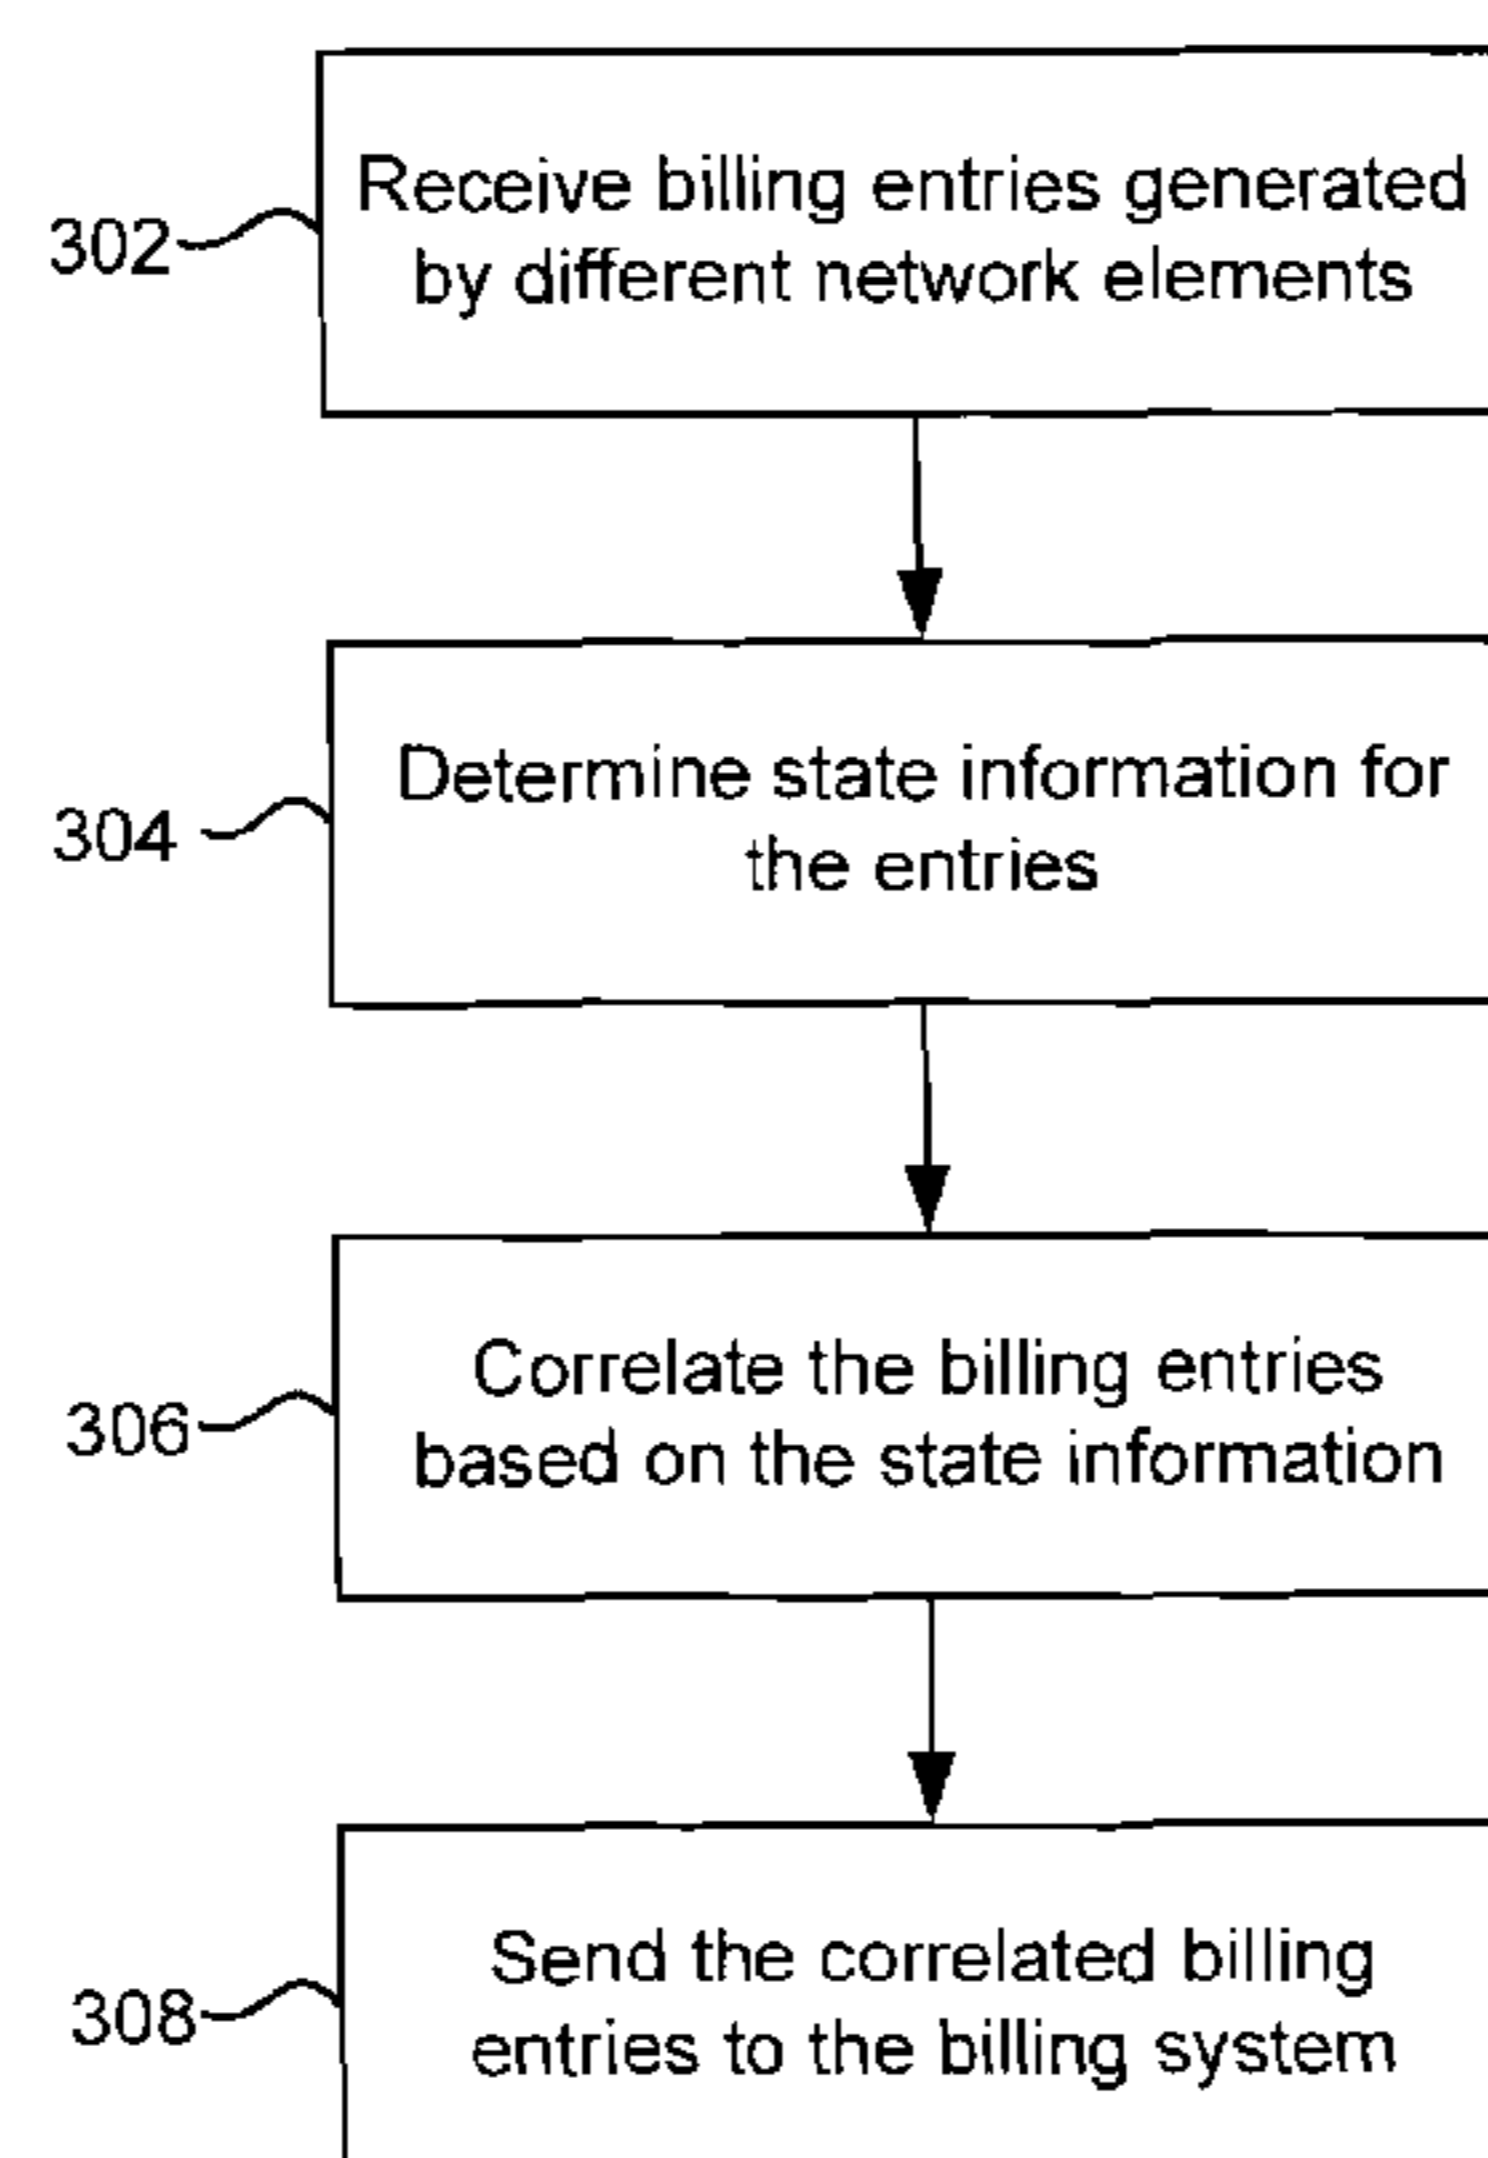 302
Receive billing entries generated
by different network elements
304
Determine state information for
the entries
306
Correlate the billing entries
based on the state information
308
Send the correlated billing
entries to the billing system